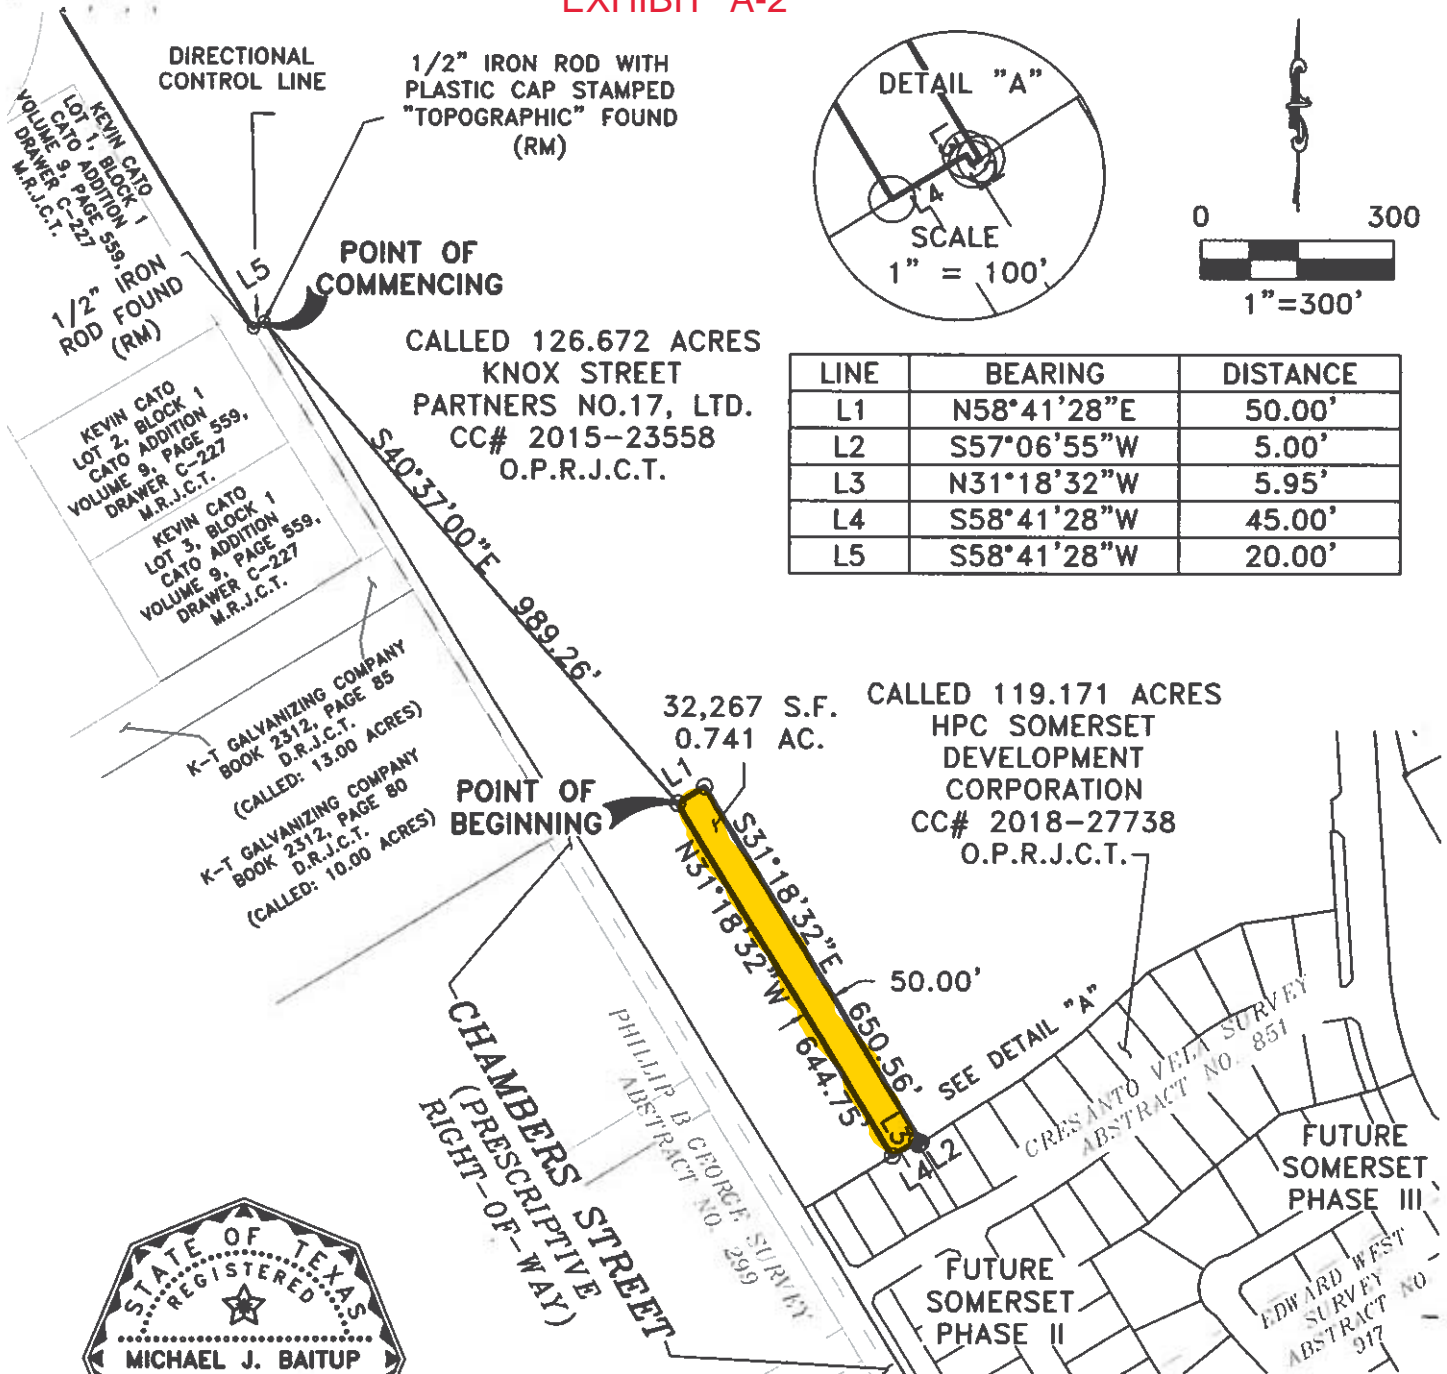 EXHIBIT "A-2"
DIRECTIONAL
CONTROL LINE
1/2" IRON ROD WITH
PLASTIC CAP STAMPED
"TOPOGRAPHIC" FOUND
(RM)
DETAIL "A"
L3
L4
SCALE
1" = 100'
0 300
1"=300'
KEVIN CATO
LOT 1, BLOCK 1
CATO ADDITION
VOLUME 9, PAGE 559,
DRAWER C-227
M.R.J.C.T.
1/2" IRON
ROD FOUND
(RM)
L5
POINT OF
COMMENCING
CALLED 126.672 ACRES
KNOX STREET
PARTNERS NO.17, LTD.
CC# 2015-23558
O.P.R.J.C.T.
LINE BEARING DISTANCE
L1 N58°41'28"E 50.00'
L2 S57°06'55"W 5.00'
L3 N31°18'32"W 5.95'
L4 S58°41'28"W 45.00'
L5 S58°41'28"W 20.00'
KEVIN CATO
LOT 2, BLOCK 1
CATO ADDITION
VOLUME 9, PAGE 559,
DRAWER C-227
M.R.J.C.T.
KEVIN CATO
LOT 3, BLOCK 1
CATO ADDITION
VOLUME 9, PAGE 559,
DRAWER C-227
M.R.J.C.T.
S40°37'00"E 989.26'
K-T GALVANIZING COMPANY
BOOK 2312, PAGE 85
D.R.J.C.T.
(CALLED: 13.00 ACRES)
K-T GALVANIZING COMPANY
BOOK 2312, PAGE 80
D.R.J.C.T.
(CALLED: 10.00 ACRES)
32,267 S.F.
0.741 AC.
CALLED 119.171 ACRES
HPC SOMERSET
DEVELOPMENT
CORPORATION
CC# 2018-27738
O.P.R.J.C.T.
L1
POINT OF
BEGINNING
S31°18'32"E 650.56'
N31°18'32"W 644.75'
50.00'
SEE DETAIL "A"
L3
L4
L2
CHAMBERS STREET
(PRESCRIPTIVE
RIGHT-OF-WAY)
PHILLIP B GEORGE SURVEY
ABSTRACT NO. 299
CRESANTO VELA SURVEY
ABSTRACT NO. 851
FUTURE
SOMERSET
PHASE III
FUTURE
SOMERSET
PHASE II
EDWARD WEST
SURVEY
ABSTRACT NO
917
STATE OF TEXAS
REGISTERED
MICHAEL J. BAITUP